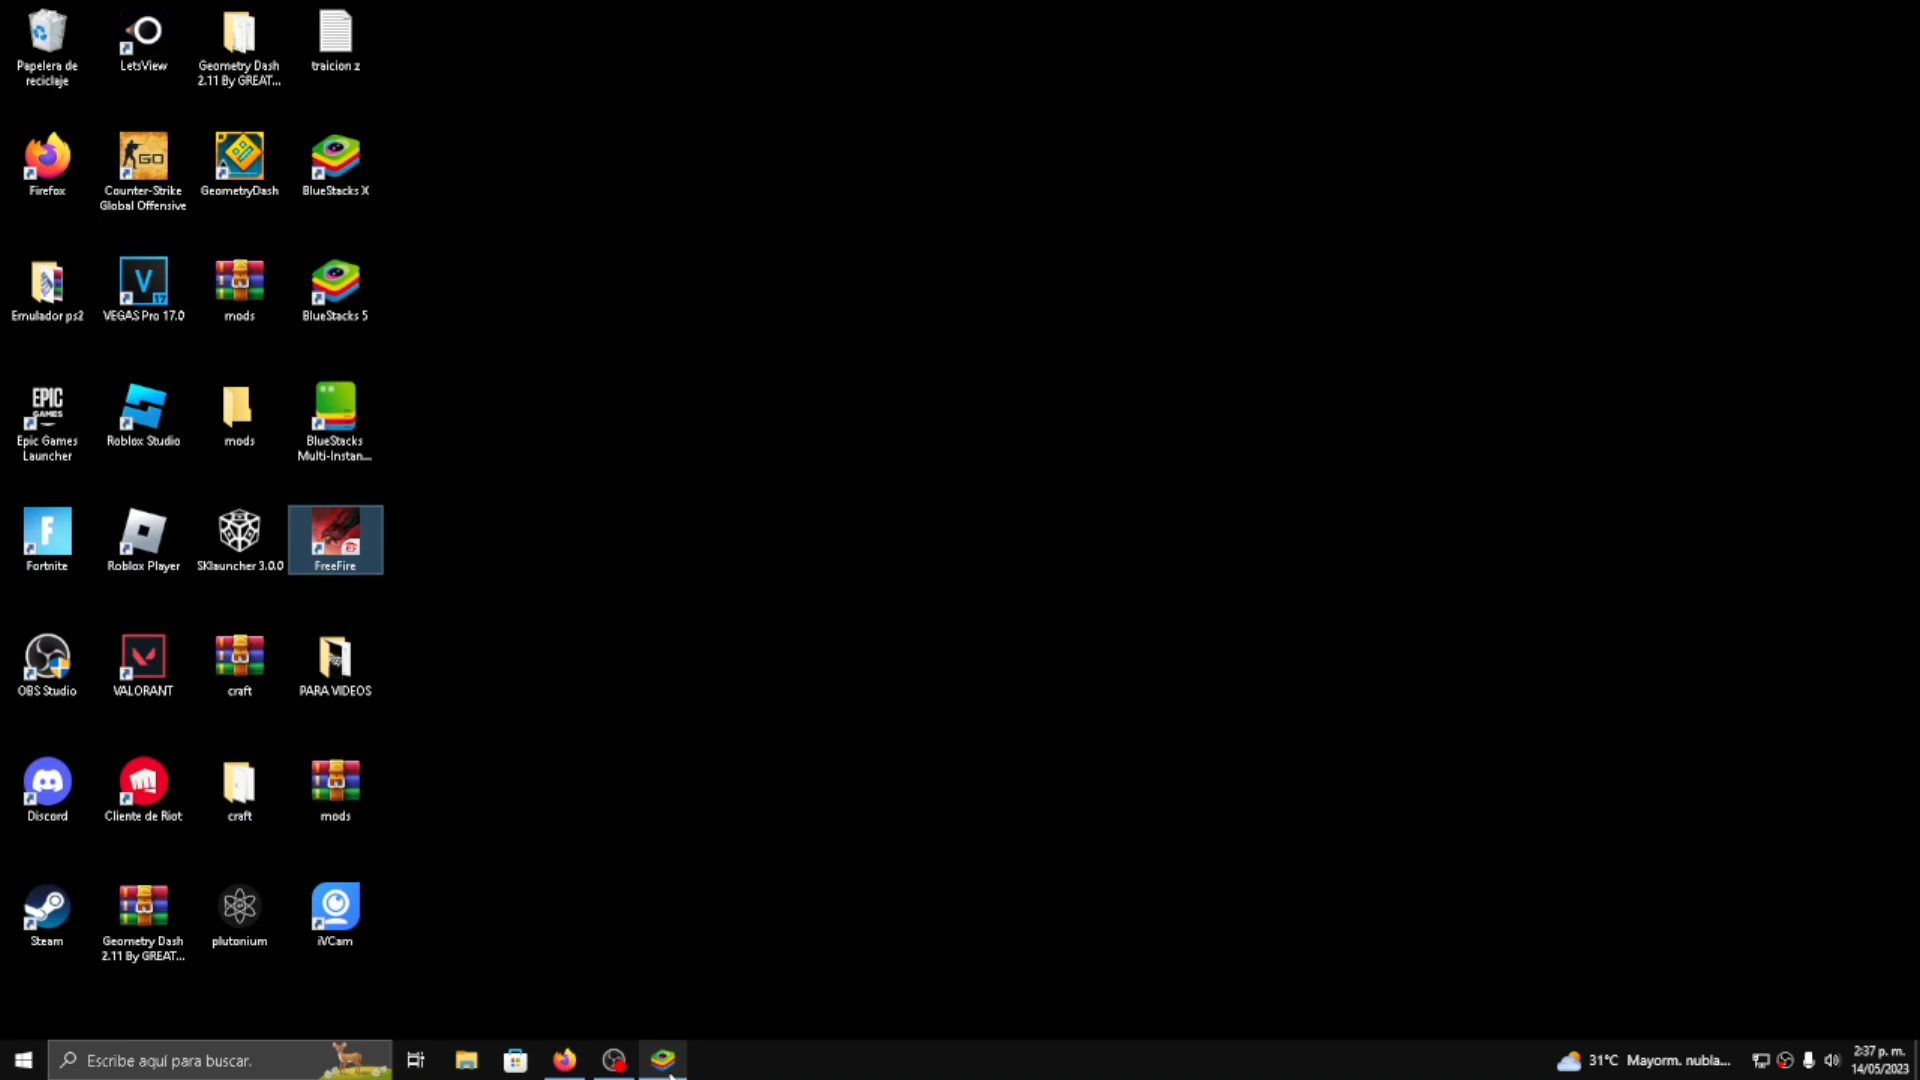 Papelera de
reciclaje
LetsView
Geometry Dash
2.11 By GREAT...
traicion z
Firefox
GO
Counter-Strike
Global Offensive
GeometryDash
BlueStacks X
Emulador ps2
V
17
VEGAS Pro 17.0
mods
BlueStacks 5
EPIC
GAMES
Epic Games
Launcher
Roblox Studio
mods
BlueStacks
Multi-Instan...
F
Fortnite
Roblox Player
SKlauncher 3.0.0
FreeFire
OBS Studio
VALORANT
craft
PARA VIDEOS
Discord
Cliente de Riot
craft
mods
Steam
Geometry Dash
2.11 By GREAT...
plutonium
iVCam
Escribe aquí para buscar.
31°C Mayorm. nubla...
2:37 p. m.
14/05/2023